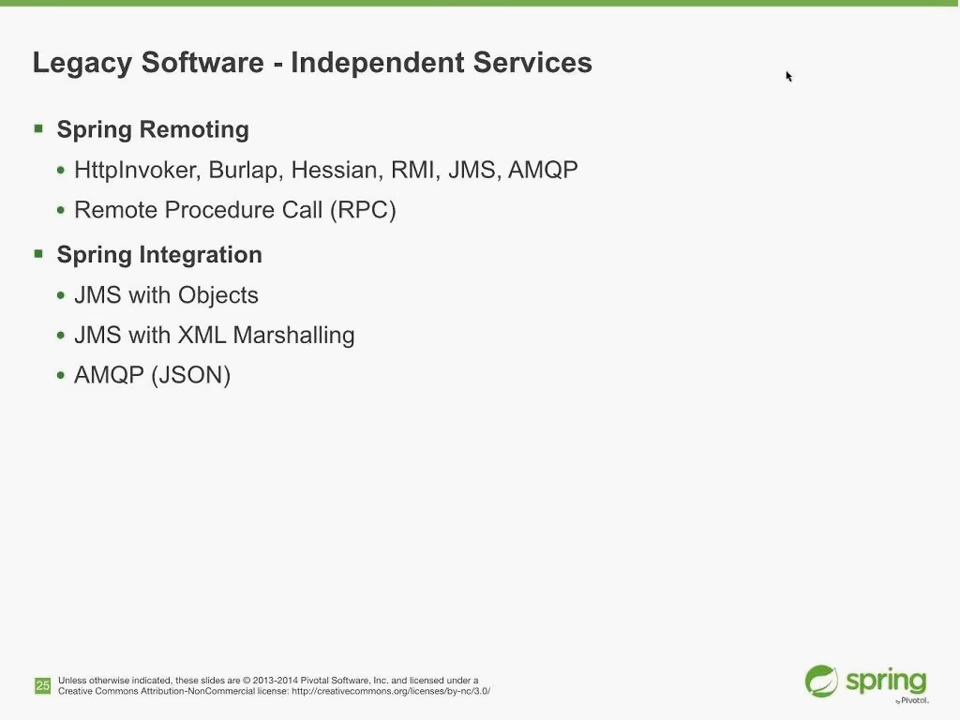 Legacy Software - Independent Services
Spring Remoting
HttpInvoker, Burlap, Hessian, RMI, JMS, AMQP
Remote Procedure Call (RPC)
Spring Integration
JMS with Objects
JMS with XML Marshalling
AMQP (JSON)
25
Unless otherwise indicated, these slides are © 2013-2014 Pivotal Software, Inc. and licensed under a
Creative Commons Attribution-NonCommercial license: http://creativecommons.org/licenses/by-nc/3.0/
spring
by Pivotal.